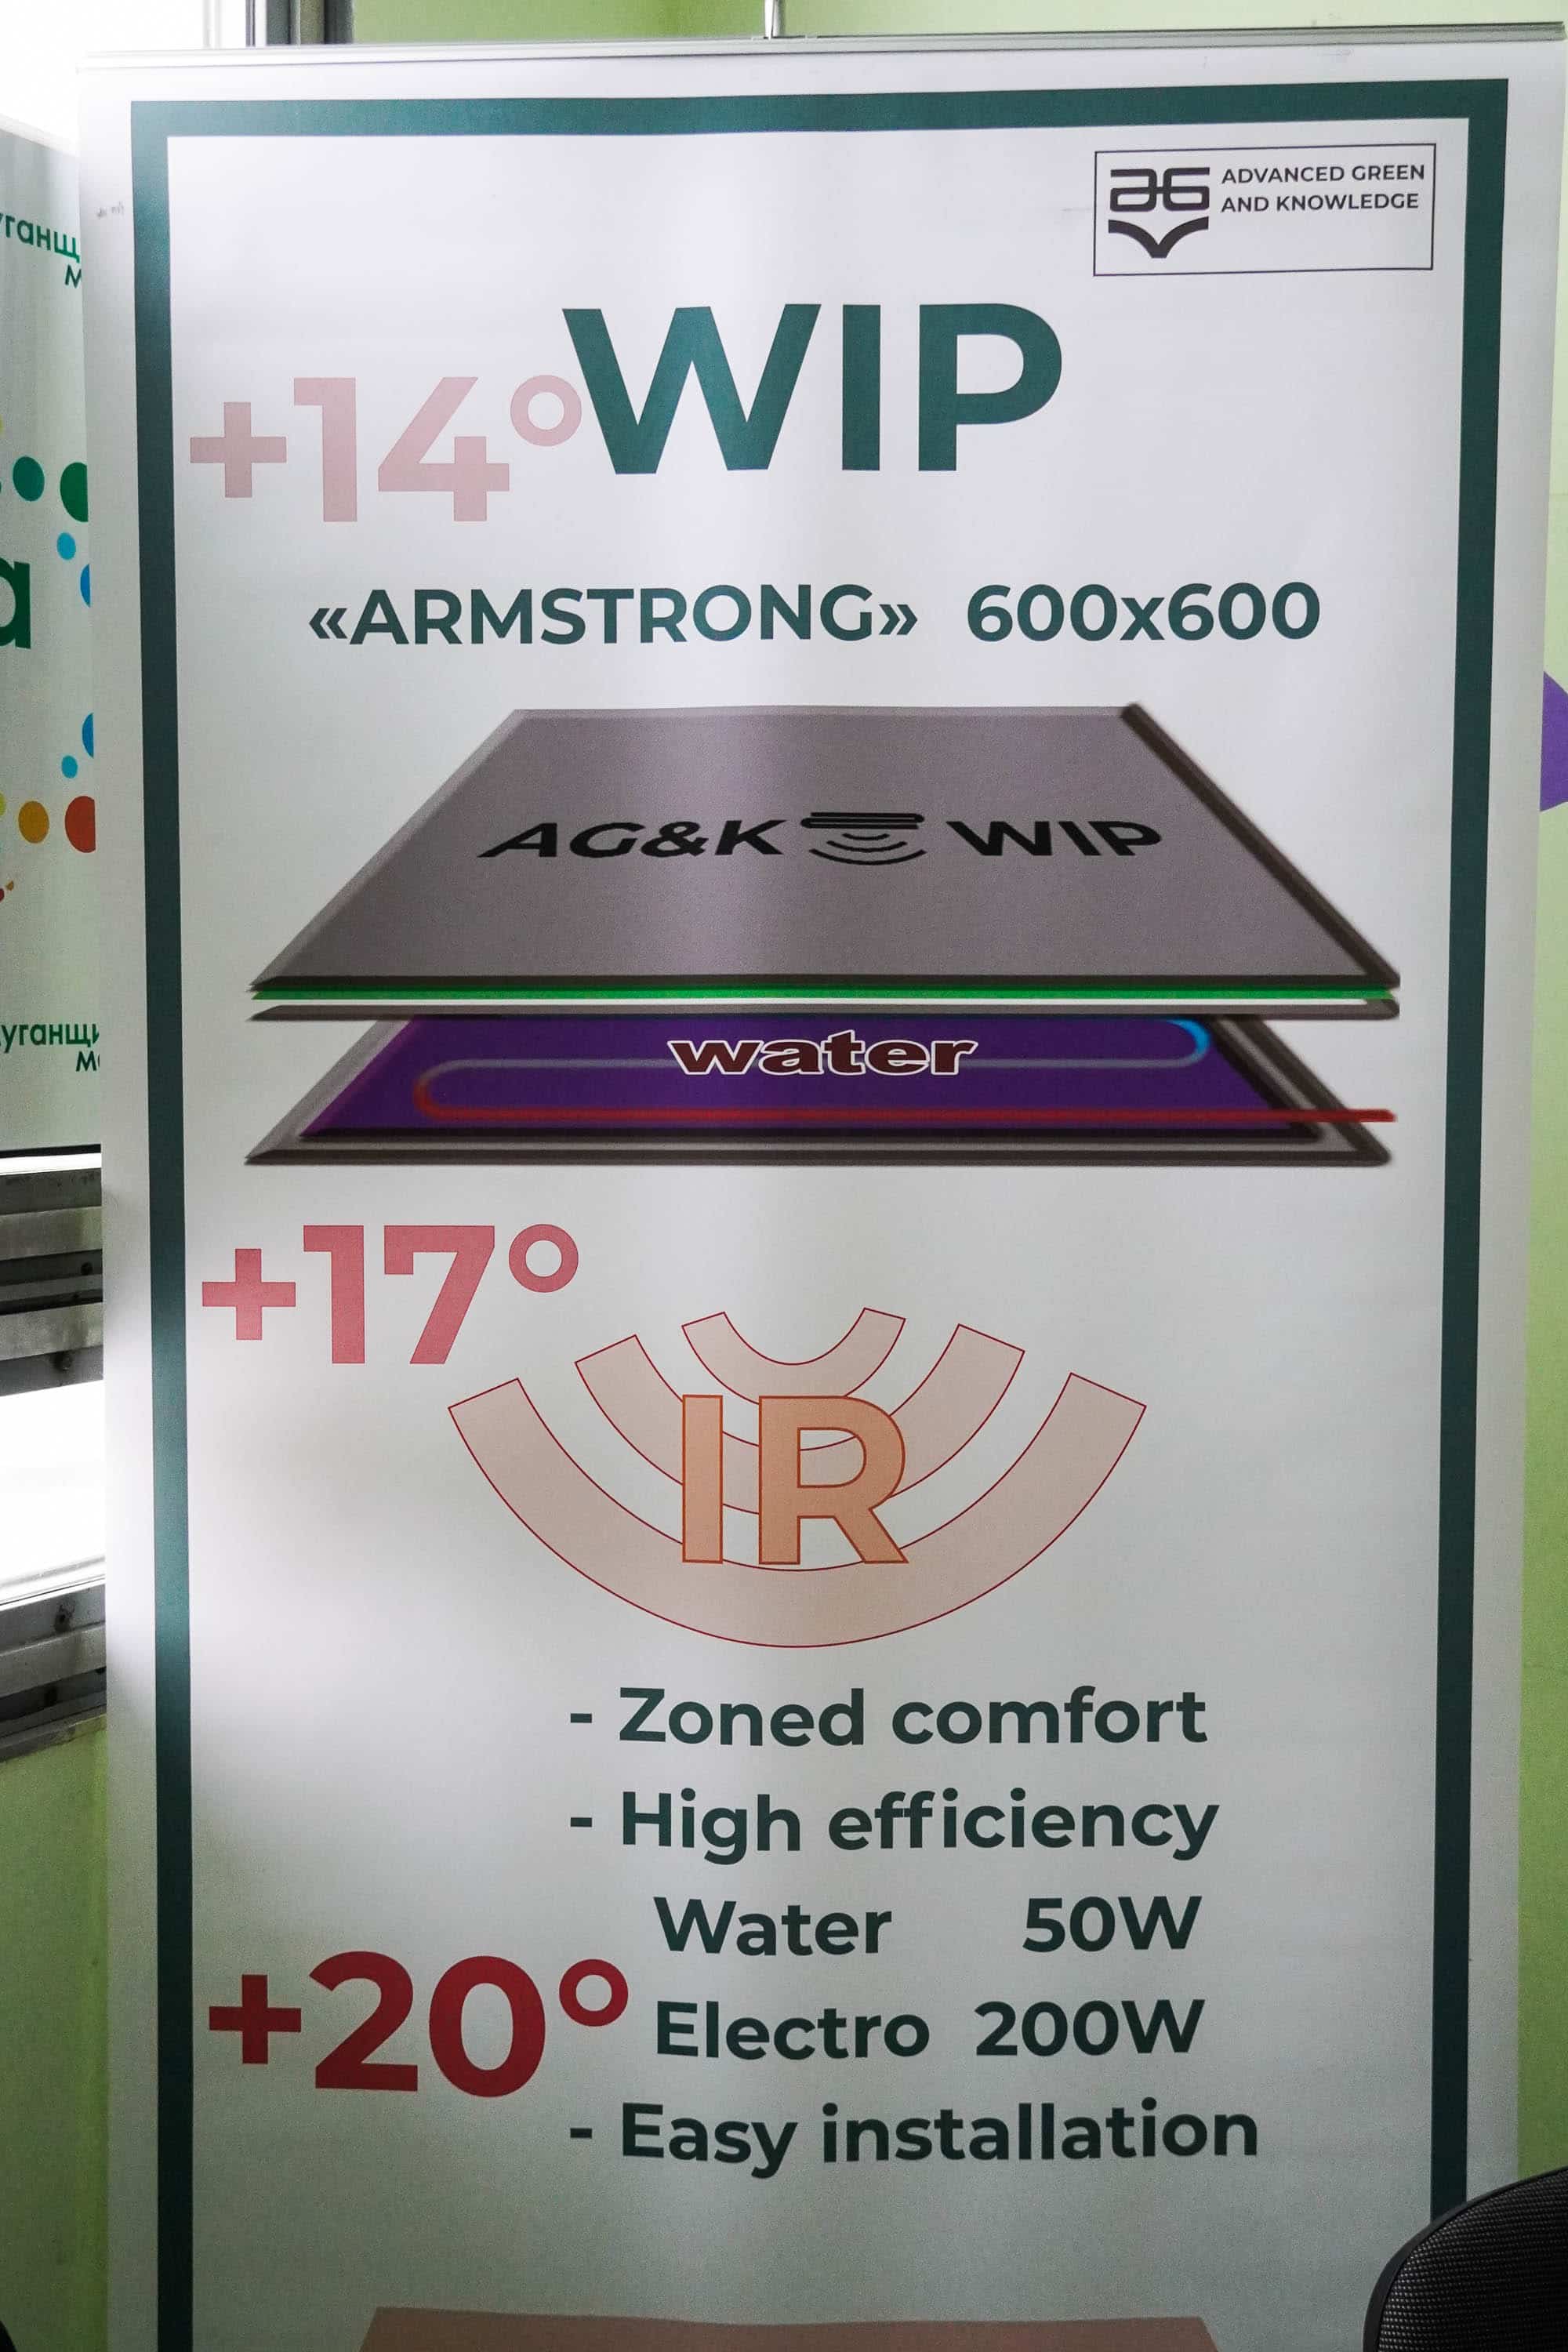 ADVANCED GREEN
AND KNOWLEDGE
WIP
+14°
«ARMSTRONG» 600x600
AG&K WIP
water
+17°
IR
- Zoned comfort
- High efficiency
Water 50W
+20°
Electro 200W
- Easy installation